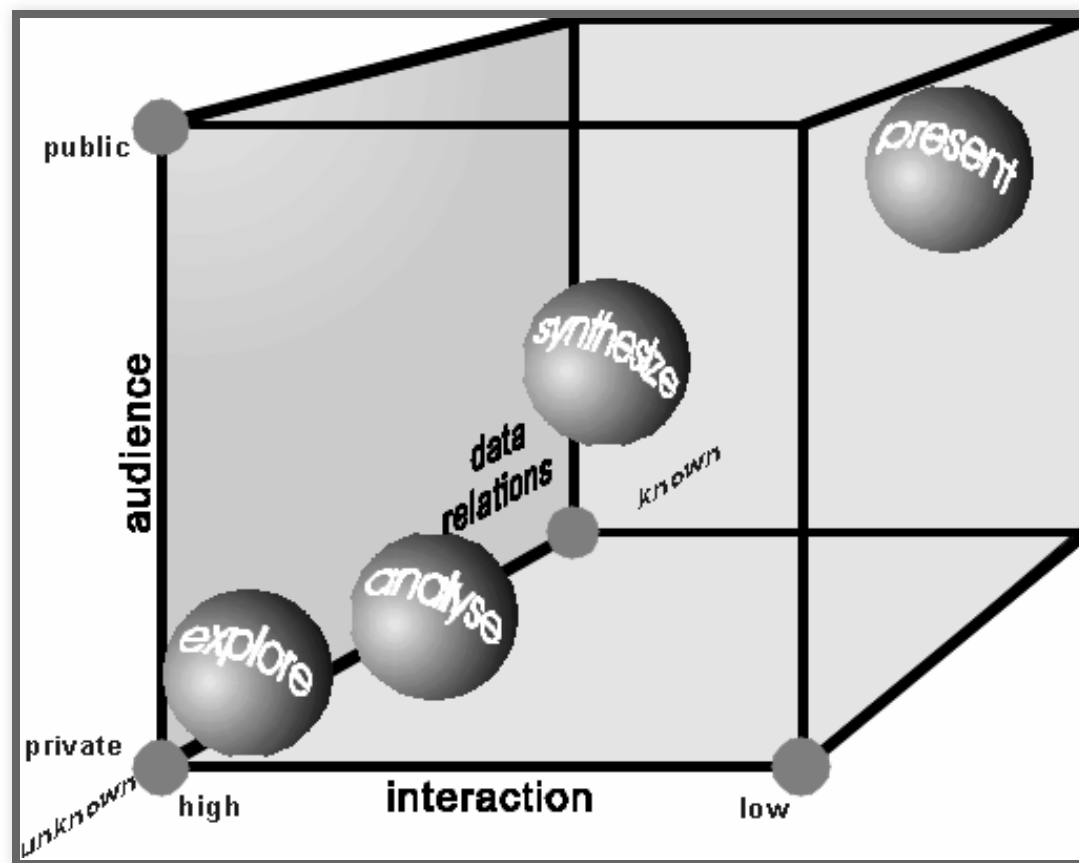 public
present
synthesize
audience
data
relations
known
analyse
explore
private
unknown
high
interaction
low